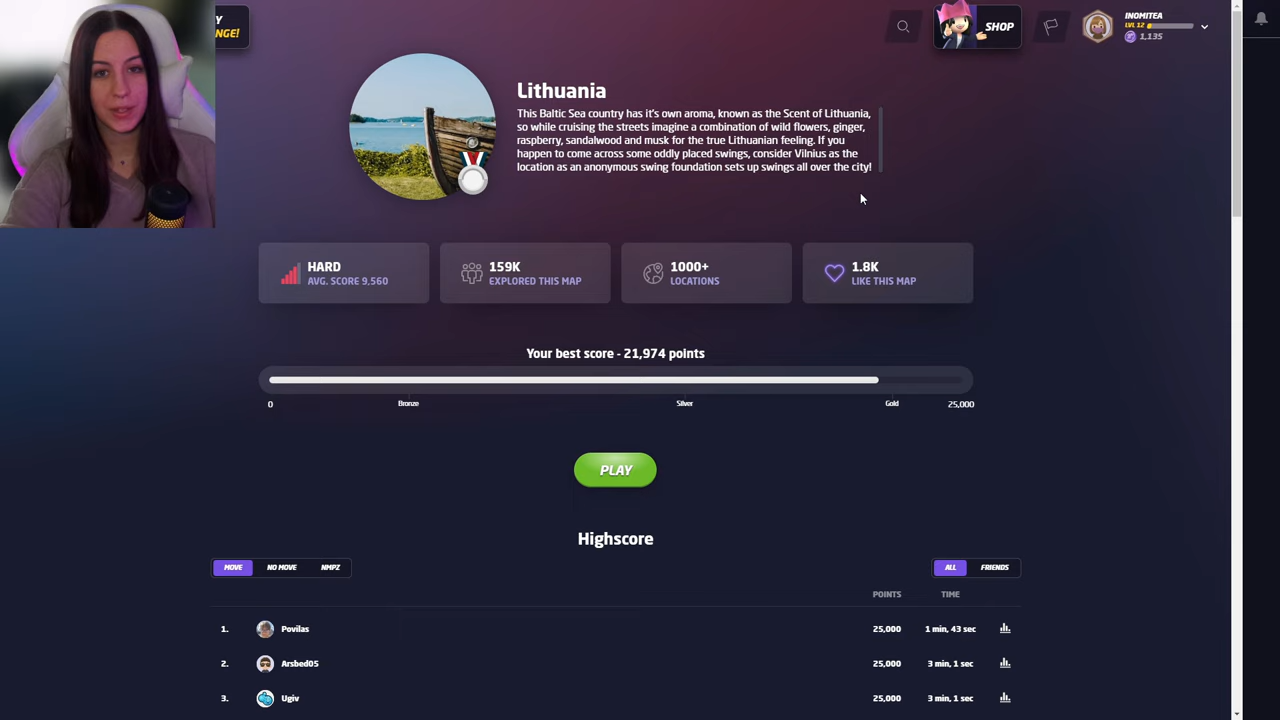 Y
NGE!
SHOP
INOMITEA
LVL 12
1,135
Lithuania
This Baltic Sea country has it's own aroma, known as the Scent of Lithuania,
so while cruising the streets imagine a combination of wild flowers, ginger,
raspberry, sandalwood and musk for the true Lithuanian feeling. If you
happen to come across some oddly placed swings, consider Vilnius as the
location as an anonymous swing foundation sets up swings all over the city!
HARD
AVG. SCORE 9,560
159K
EXPLORED THIS MAP
1000+
LOCATIONS
1.8K
LIKE THIS MAP
Your best score - 21,974 points
0 Bronze Silver Gold 25,000
PLAY
Highscore
MOVE NO MOVE NMPZ ALL FRIENDS
POINTS TIME
1. Povilas 25,000 1 min, 43 sec
2. Arsbed05 25,000 3 min, 1 sec
3. Ugiv 25,000 3 min, 1 sec